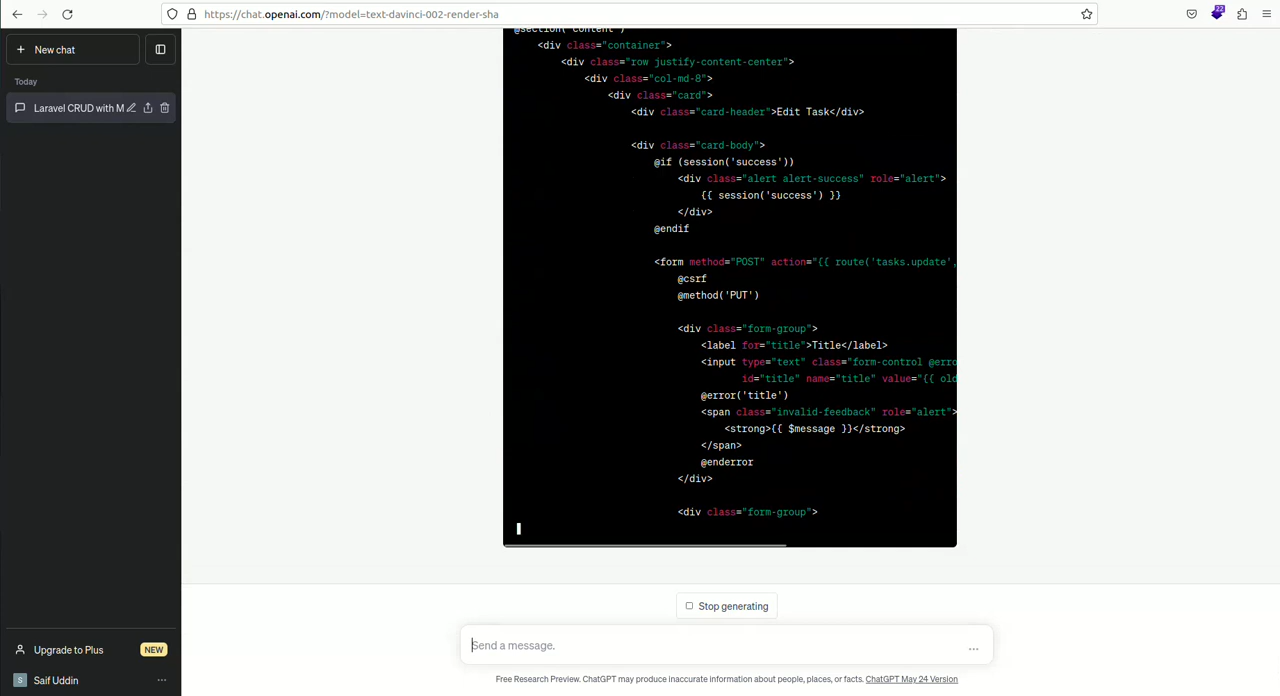 https://chat.openai.com/?model=text-davinci-002-render-sha
22
New chat
Today
Laravel CRUD with M
@section('content')
<div class="container">
<div class="row justify-content-center">
<div class="col-md-8">
<div class="card">
<div class="card-header">Edit Task</div>
<div class="card-body">
@if (session('success'))
<div class="alert alert-success" role="alert">
{{ session('success') }}
</div>
@endif
<form method="POST" action="{{ route('tasks.update',
@csrf
@method('PUT')
<div class="form-group">
<label for="title">Title</label>
<input type="text" class="form-control @erro
id="title" name="title" value="{{ old
@error('title')
<span class="invalid-feedback" role="alert">
<strong>{{ $message }}</strong>
</span>
@enderror
</div>
<div class="form-group">
Stop generating
Send a message.
Upgrade to Plus NEW
S Saif Uddin
Free Research Preview. ChatGPT may produce inaccurate information about people, places, or facts. ChatGPT May 24 Version